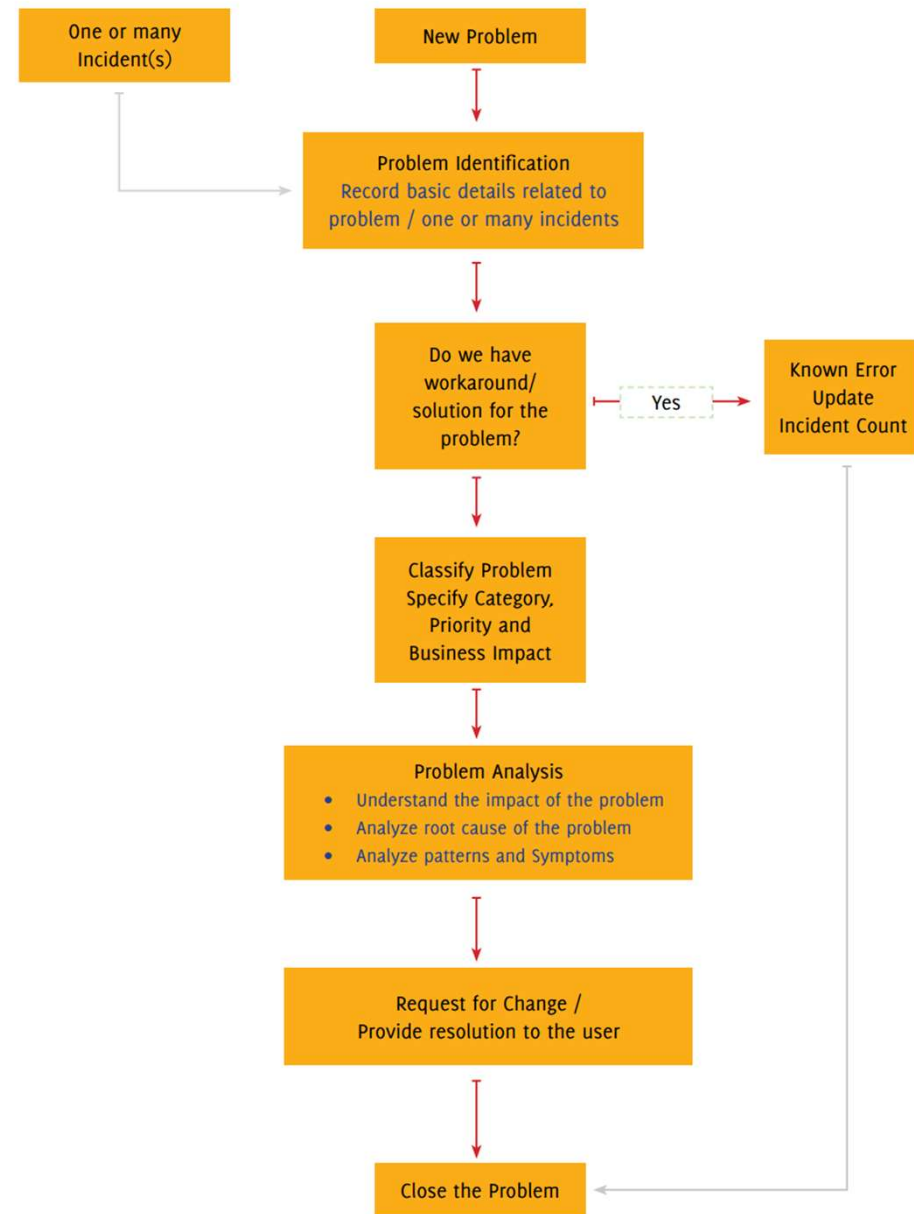 One or many
Incident(s)
New Problem
Problem Identification
Record basic details related to
problem / one or many incidents
Do we have
workaround/
solution for the
problem?
Yes
Known Error
Update
Incident Count
Classify Problem
Specify Category,
Priority and
Business Impact
Problem Analysis
• Understand the impact of the problem
• Analyze root cause of the problem
• Analyze patterns and Symptoms
Request for Change /
Provide resolution to the user
Close the Problem